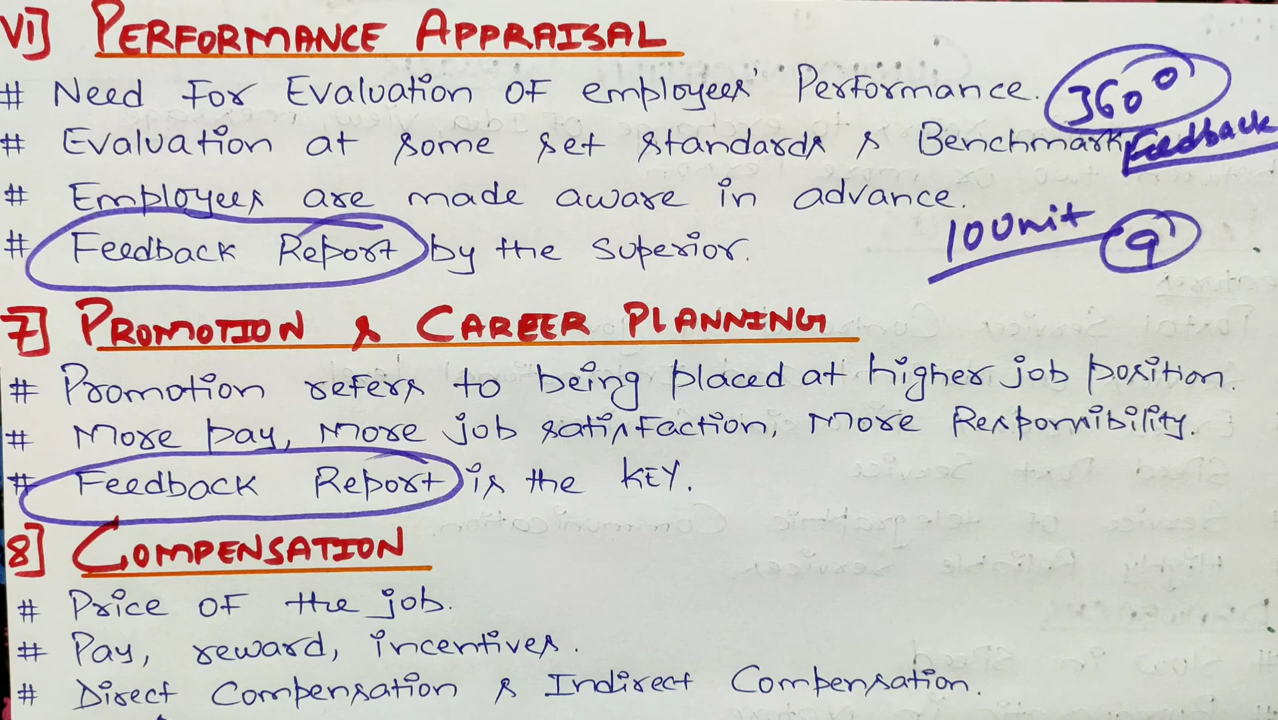 VI] PERFORMANCE APPRAISAL
# Need For Evaluation OF employees' Performance.
360°
# Evaluation at some set standards & Benchmark
Feedback
# Employees are made aware in advance.
# Feedback Report by the superior.
10 Unit 9
7] PROMOTION & CAREER PLANNING
# Promotion refers to being placed at higher job position.
# More pay, More job satisfaction, More Responsibility.
# Feedback Report is the KEY.
8] COMPENSATION
# Price OF the job.
# Pay, reward, incentives.
# Direct Compensation & Indirect Compensation.